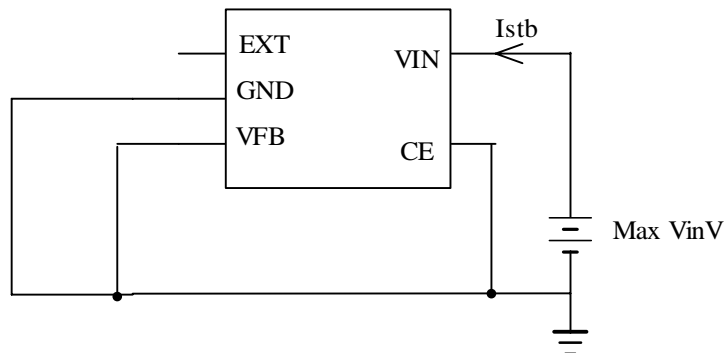 Istb
EXT
VIN
GND
VFB
CE
Max VinV